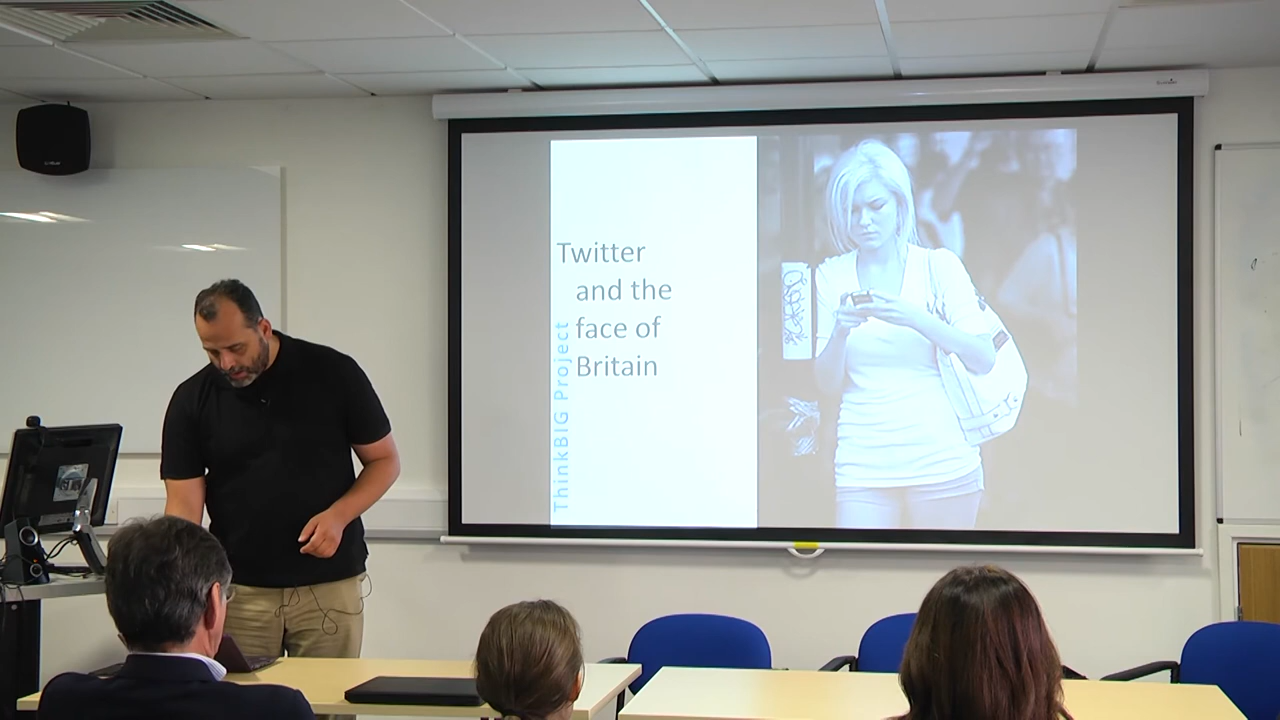 Twitter
and the
face of
Britain
ThinkBIG Project